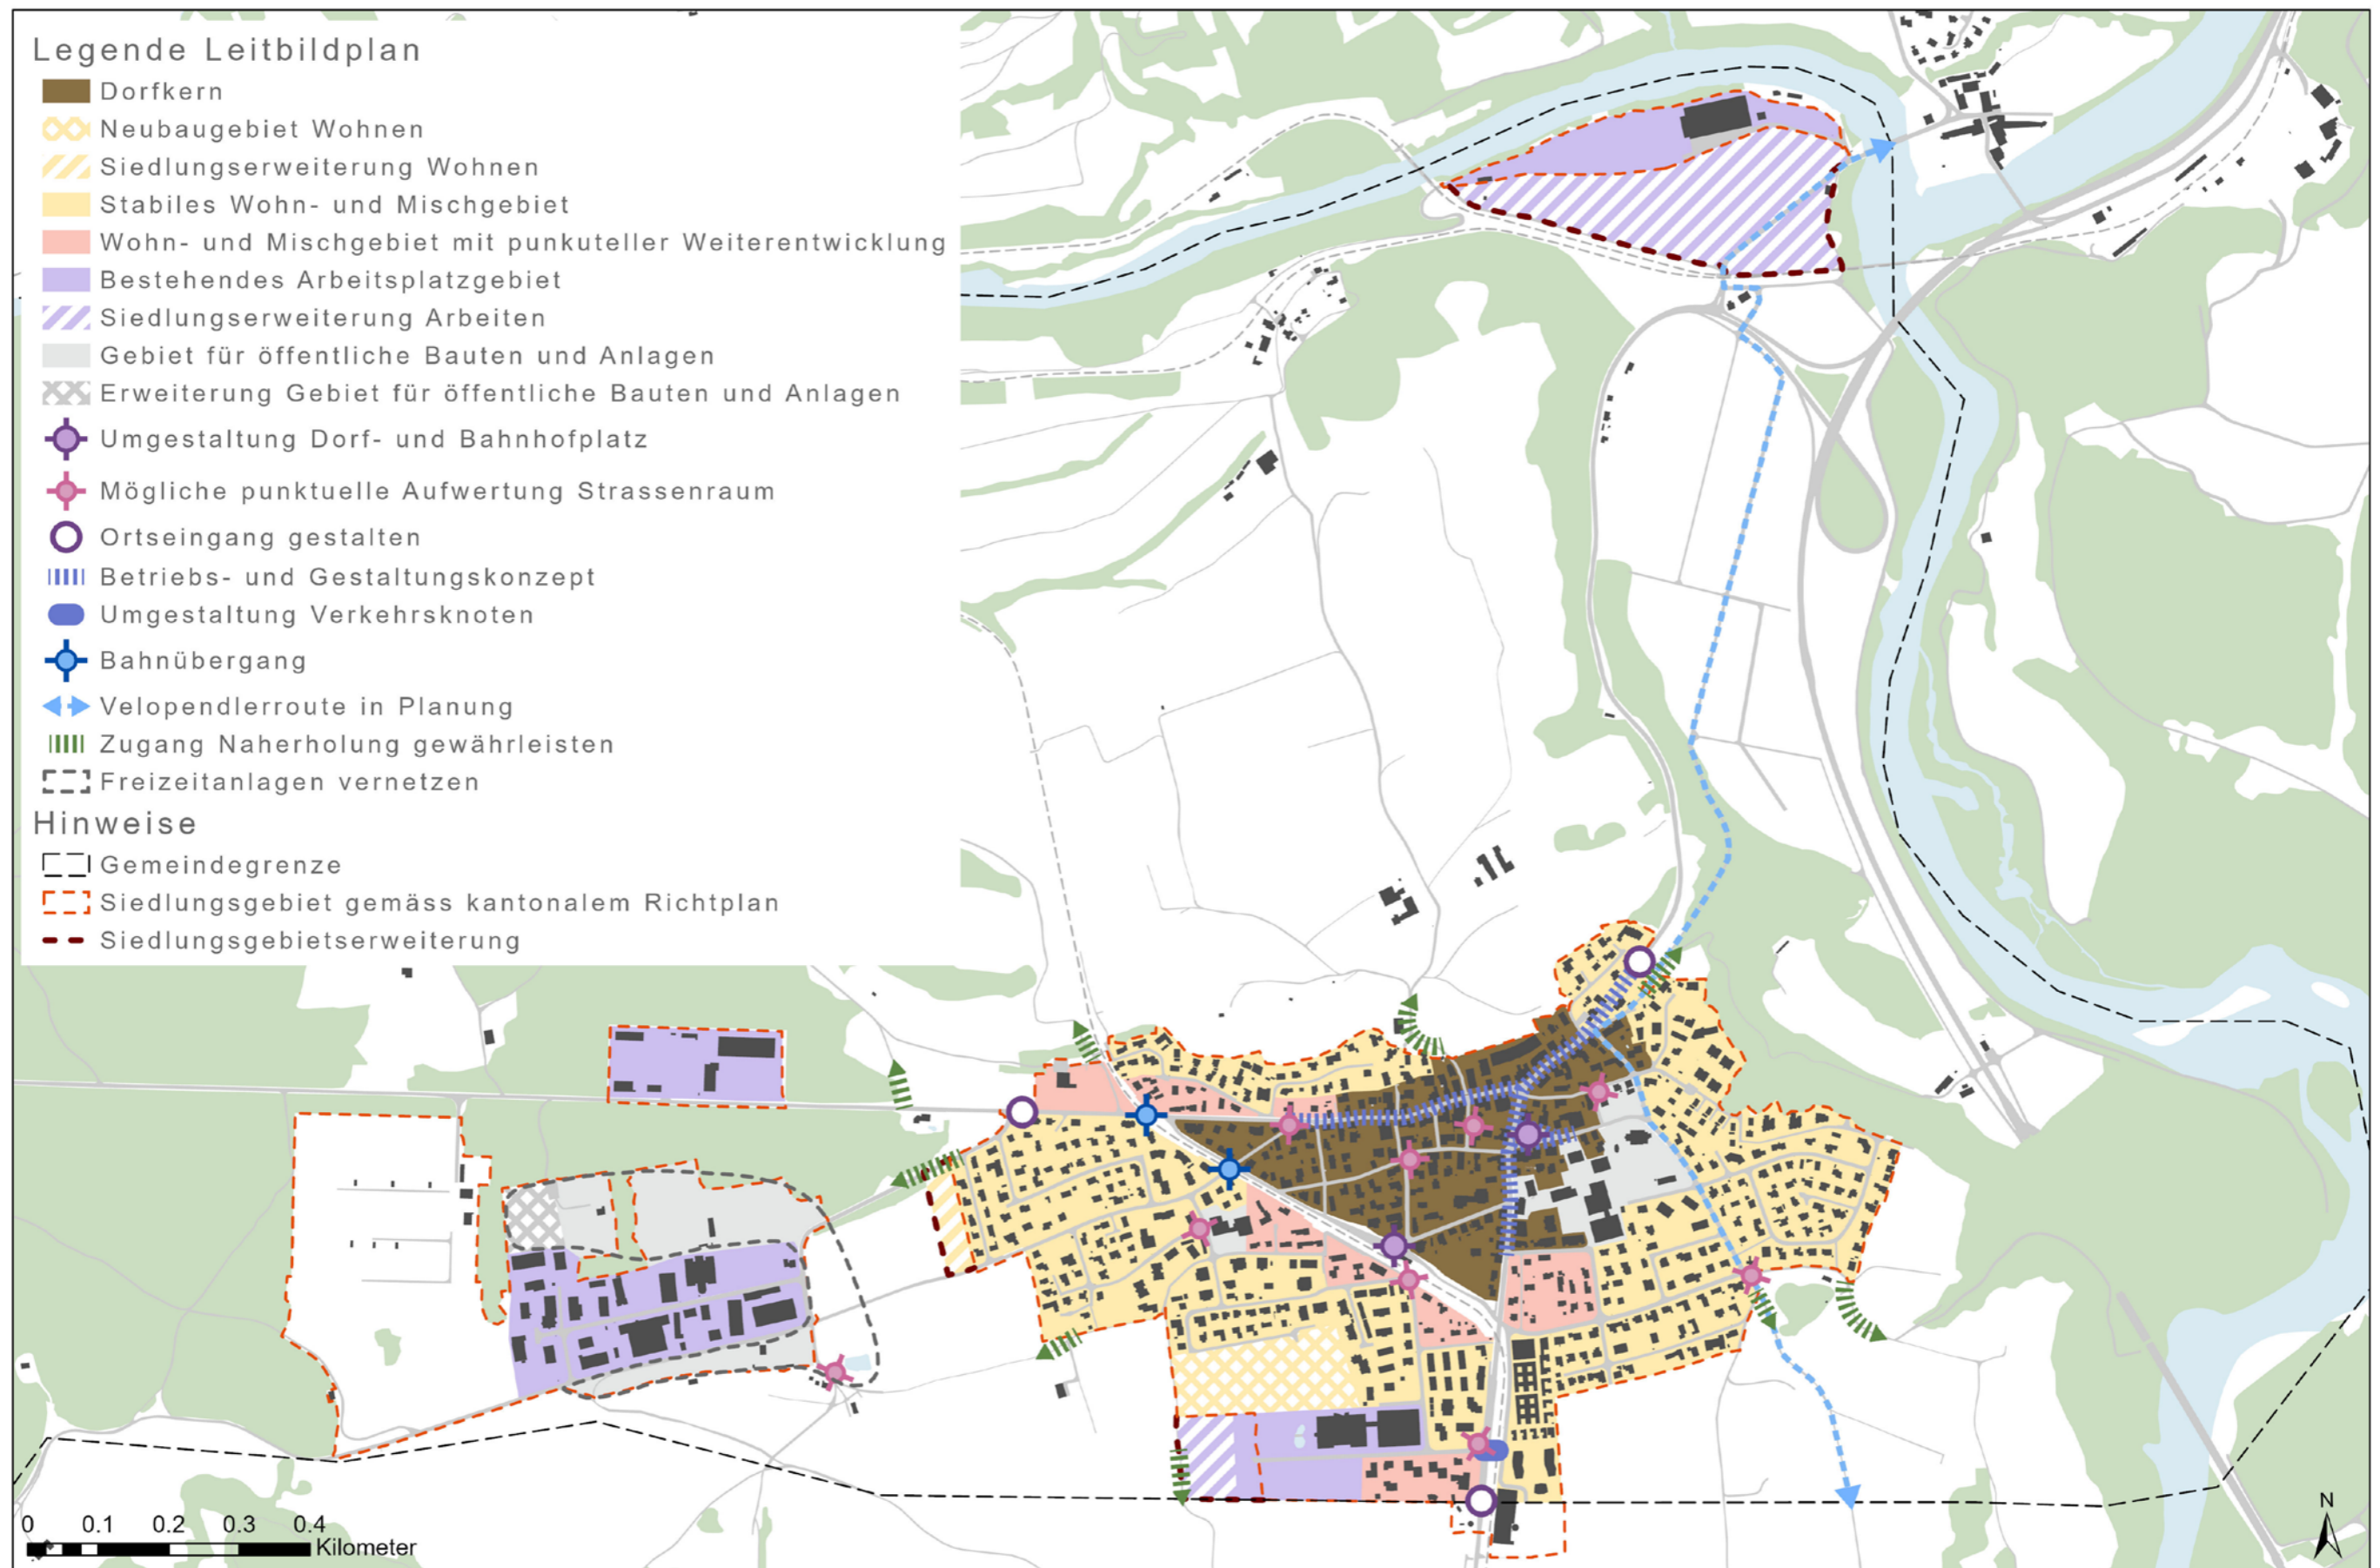 Legende Leitbildplan
Dorfkern
Neubaugebiet Wohnen
Siedlungserweiterung Wohnen
Stabiles Wohn- und Mischgebiet
Wohn- und Mischgebiet mit punkuteller Weiterentwicklung
Bestehendes Arbeitsplatzgebiet
Siedlungserweiterung Arbeiten
Gebiet für öffentliche Bauten und Anlagen
Erweiterung Gebiet für öffentliche Bauten und Anlagen
Umgestaltung Dorf- und Bahnhofplatz
Mögliche punktuelle Aufwertung Strassenraum
Ortseingang gestalten
Betriebs- und Gestaltungskonzept
Umgestaltung Verkehrsknoten
Bahnübergang
Velopendlerroute in Planung
Zugang Naherholung gewährleisten
Freizeitanlagen vernetzen
Hinweise
Gemeindegrenze
Siedlungsgebiet gemäss kantonalem Richtplan
Siedlungsgebietserweiterung
0 0.1 0.2 0.3 0.4
Kilometer
N